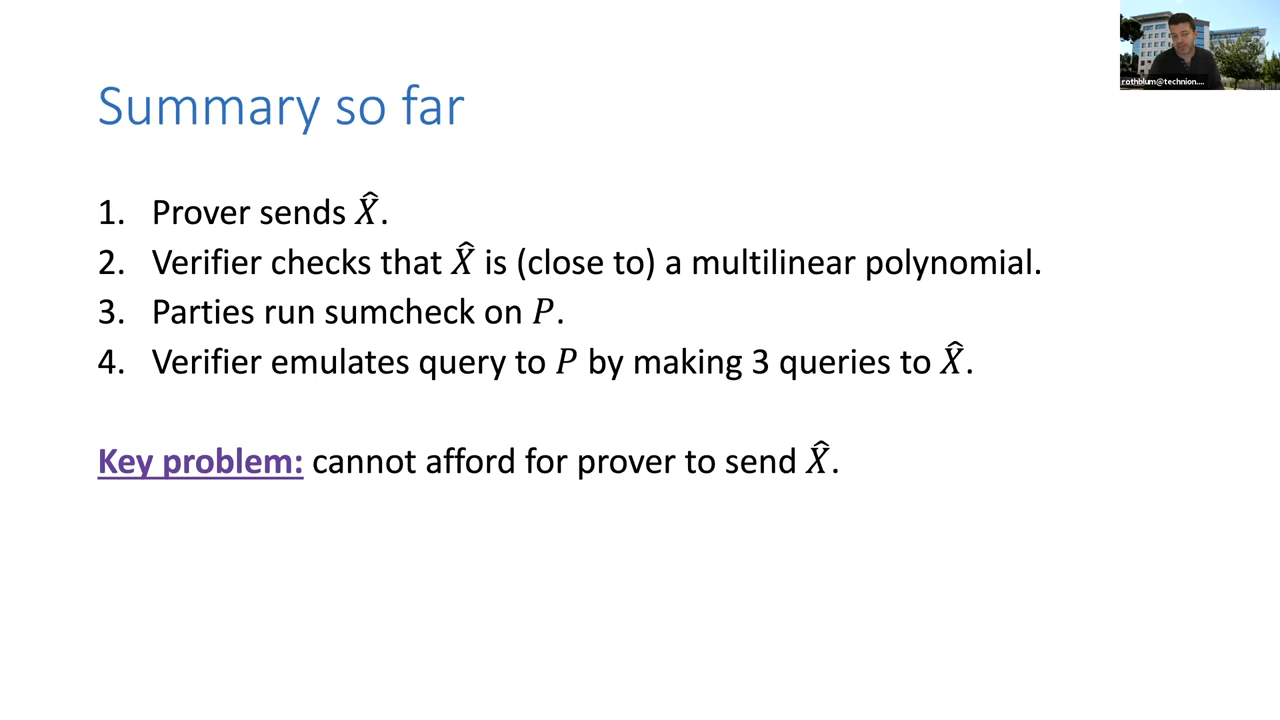 rothblum@technion....
Summary so far
1. Prover sends X̂.
2. Verifier checks that X̂ is (close to) a multilinear polynomial.
3. Parties run sumcheck on P.
4. Verifier emulates query to P by making 3 queries to X̂.
Key problem: cannot afford for prover to send X̂.